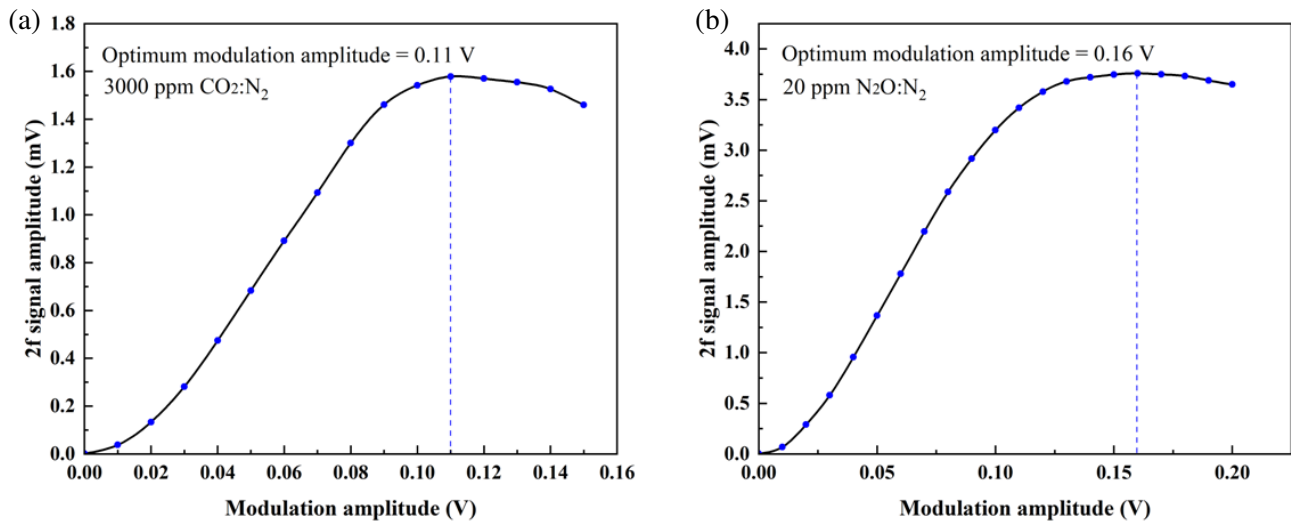 (a)
Optimum modulation amplitude = 0.11 V
3000 ppm CO2:N2
2f signal amplitude (mV)
1.8
1.6
1.4
1.2
1.0
0.8
0.6
0.4
0.2
0.0
0.00 0.02 0.04 0.06 0.08 0.10 0.12 0.14 0.16
Modulation amplitude (V)
(b)
Optimum modulation amplitude = 0.16 V
20 ppm N2O:N2
2f signal amplitude (mV)
4.0
3.5
3.0
2.5
2.0
1.5
1.0
0.5
0.0
0.00 0.05 0.10 0.15 0.20
Modulation amplitude (V)